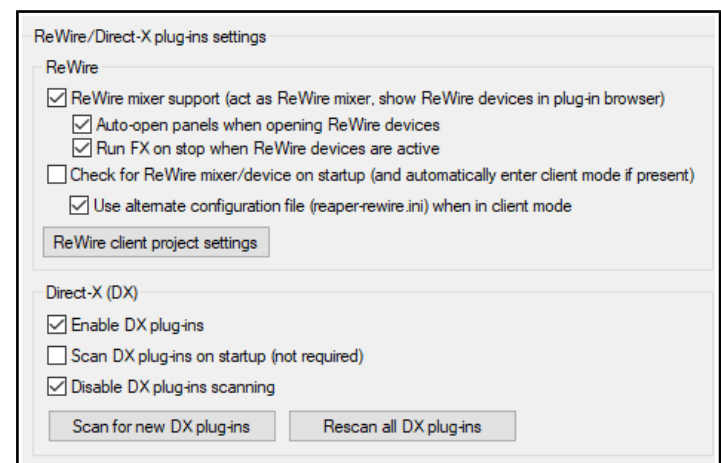 ReWire/Direct-X plug-ins settings
ReWire
ReWire mixer support (act as ReWire mixer, show ReWire devices in plug-in browser)
Auto-open panels when opening ReWire devices
Run FX on stop when ReWire devices are active
Check for ReWire mixer/device on startup (and automatically enter client mode if present)
Use alternate configuration file (reaper-rewire.ini) when in client mode
ReWire client project settings
Direct-X (DX)
Enable DX plug-ins
Scan DX plug-ins on startup (not required)
Disable DX plug-ins scanning
Scan for new DX plug-ins Rescan all DX plug-ins